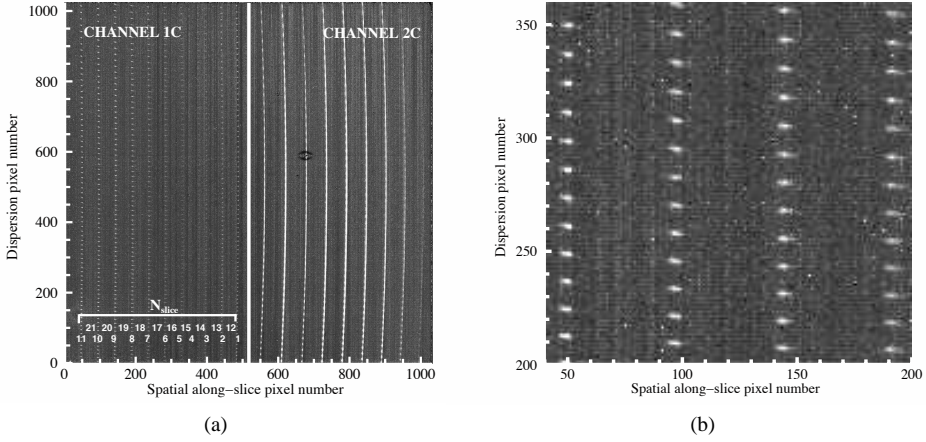 CHANNEL 1C
CHANNEL 2C
1000
800
600
400
200
0
Dispersion pixel number
N_slice
21 20 19 18 17 16 15 14 13 12
11 10 9 8 7 6 5 4 3 2 1
0 200 400 600 800 1000
Spatial along−slice pixel number
(a)
350
300
250
200
Dispersion pixel number
50 100 150 200
Spatial along−slice pixel number
(b)